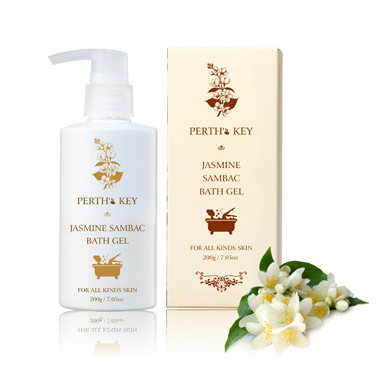 PERTH'S KEY
JASMINE SAMBAC
BATH GEL
FOR ALL KINDS SKIN
200g / 7.05oz
PERTH'S KEY
JASMINE
SAMBAC
BATH GEL
FOR ALL KINDS SKIN
200g / 7.05oz